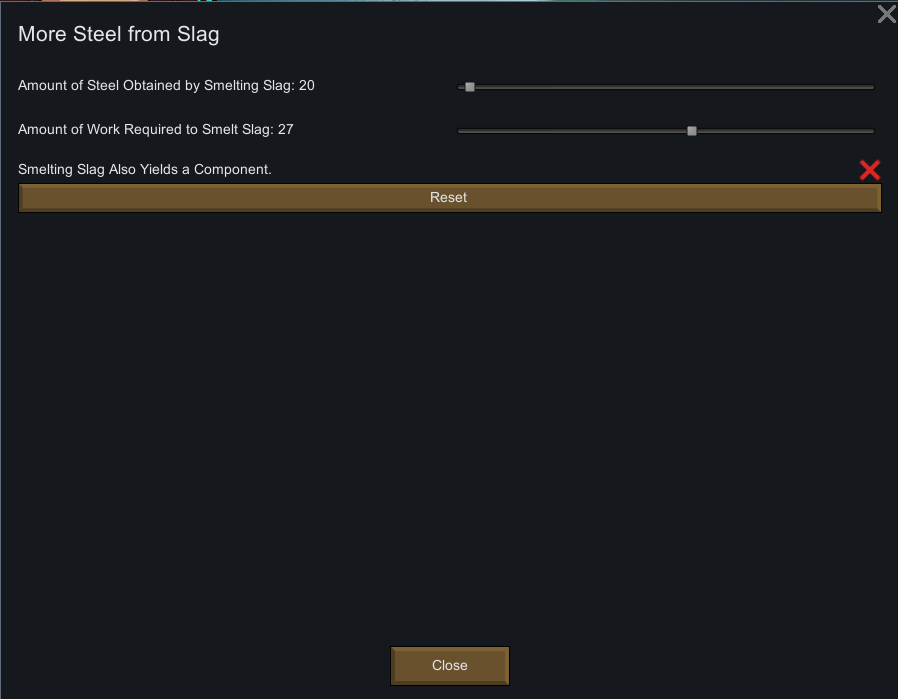 More Steel from Slag
Amount of Steel Obtained by Smelting Slag: 20
Amount of Work Required to Smelt Slag: 27
Smelting Slag Also Yields a Component.
Reset
Close